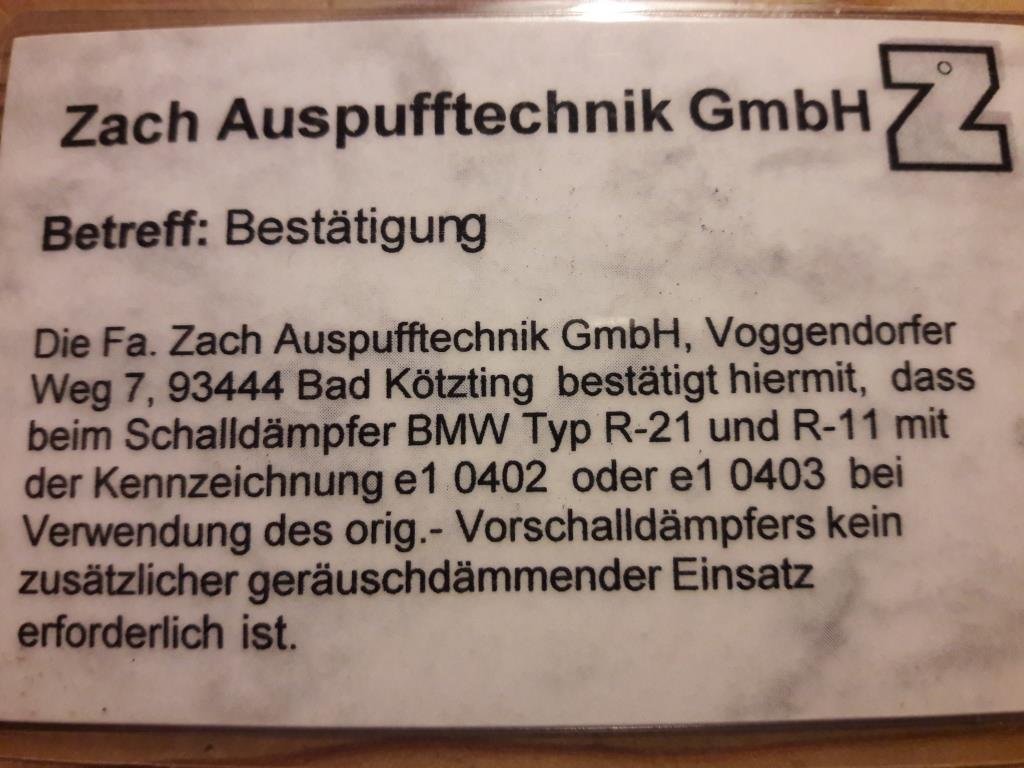 Zach Auspufftechnik GmbH
Betreff: Bestätigung
Die Fa. Zach Auspufftechnik GmbH, Voggendorfer
Weg 7, 93444 Bad Kötzting bestätigt hiermit, dass
beim Schalldämpfer BMW Typ R-21 und R-11 mit
der Kennzeichnung e1 0402 oder e1 0403 bei
Verwendung des orig.- Vorschalldämpfers kein
zusätzlicher geräuschdämmender Einsatz
erforderlich ist.